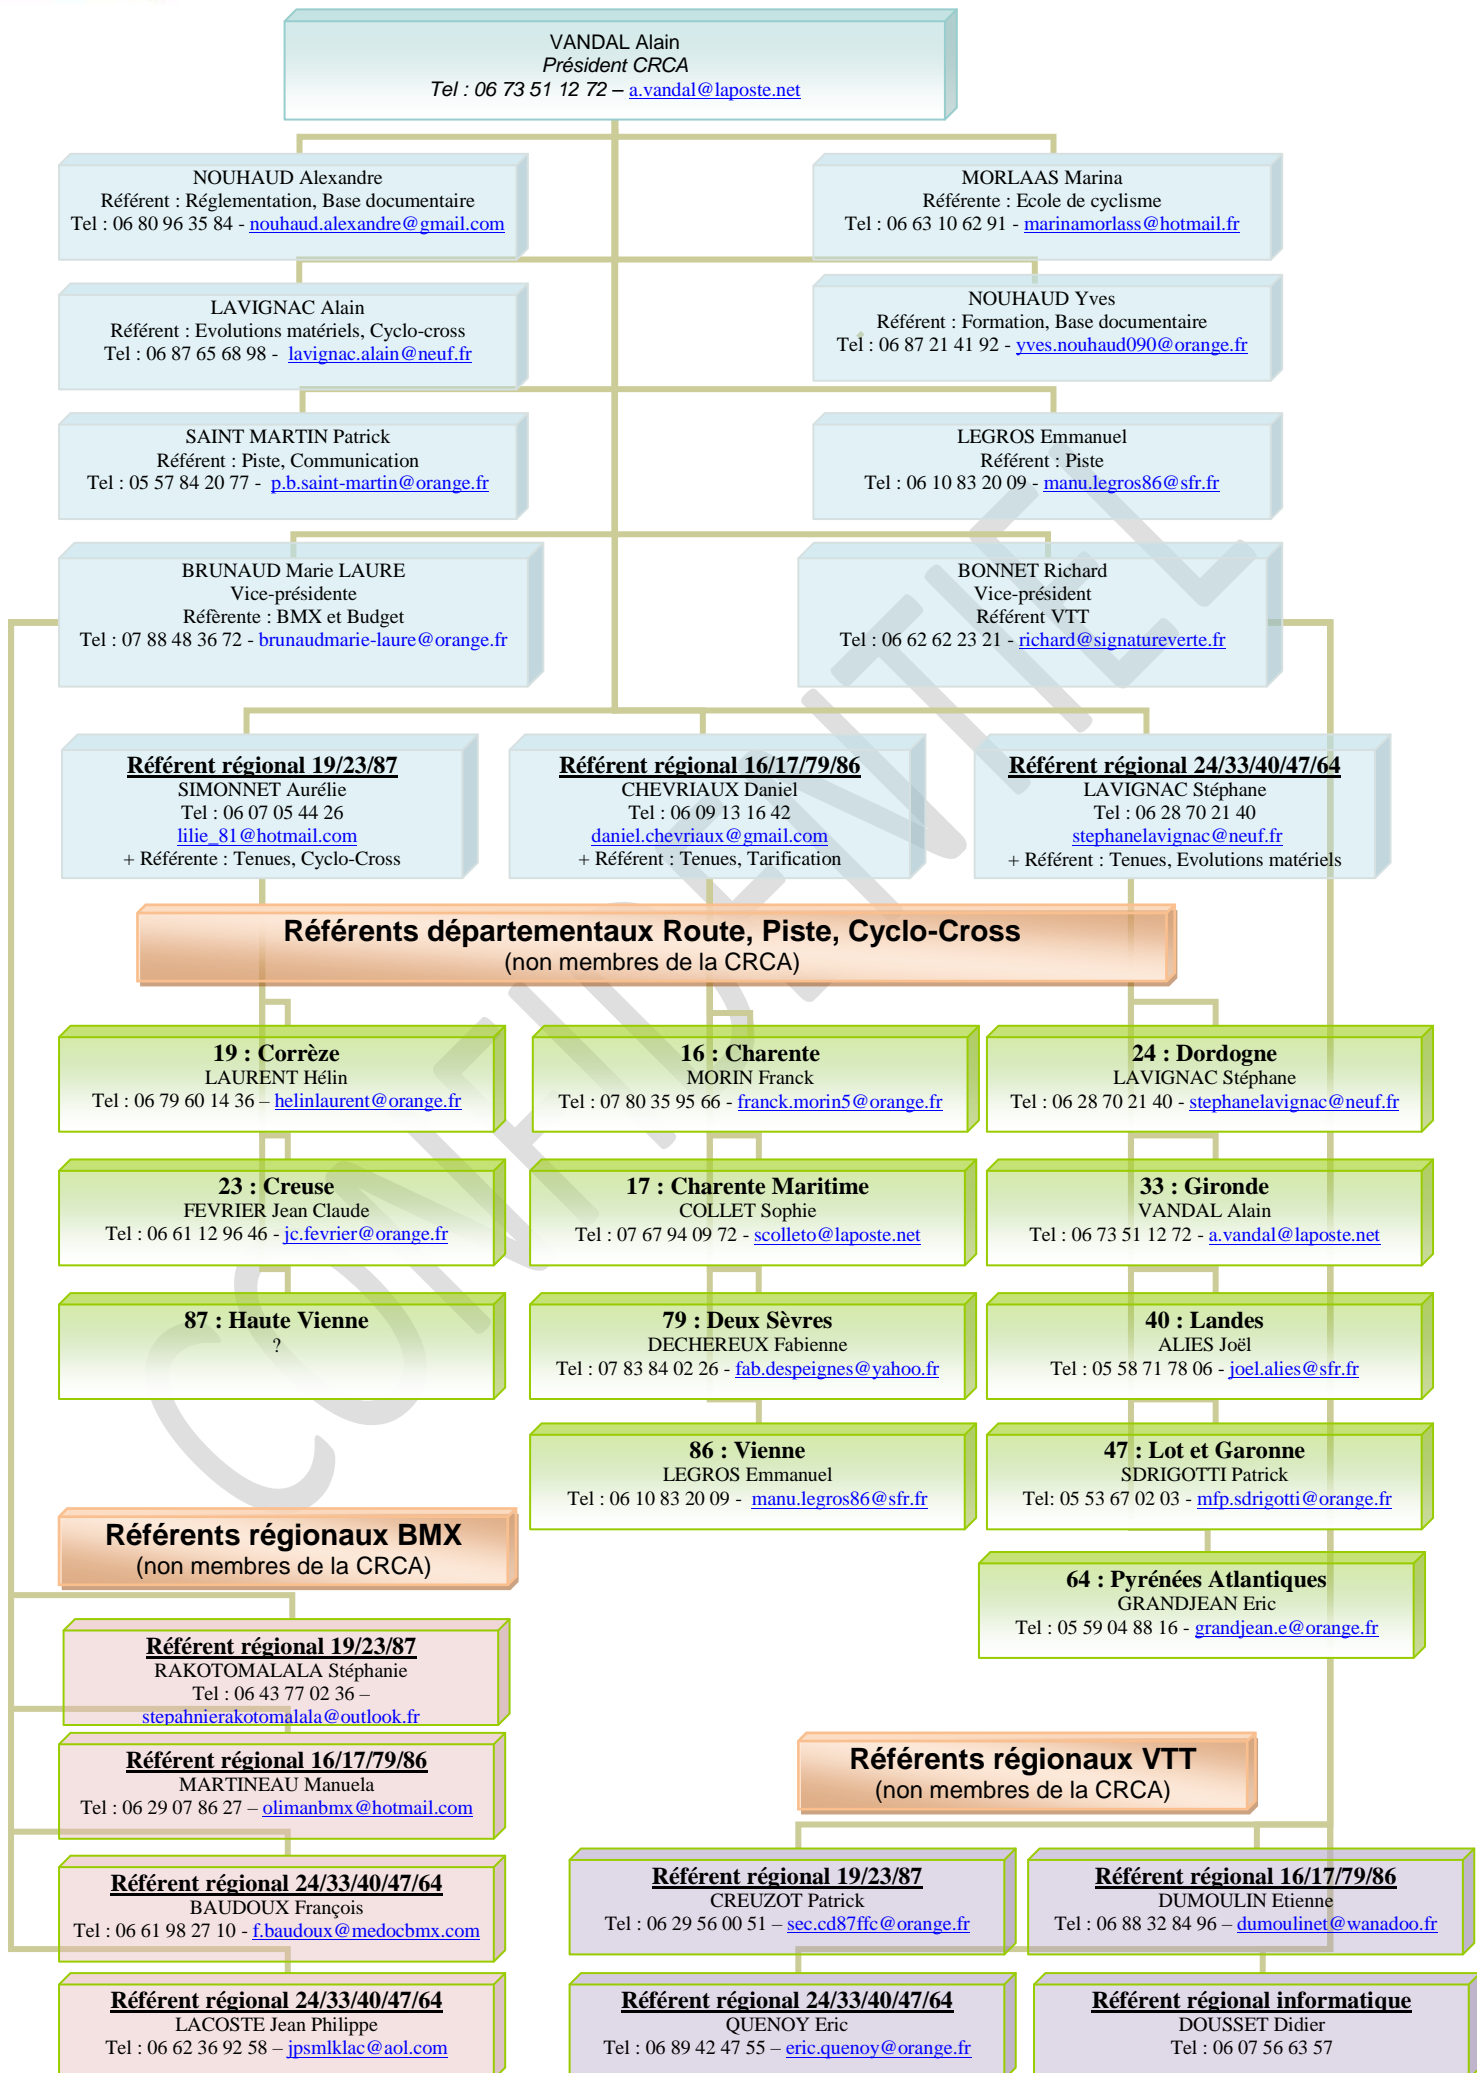 VANDAL Alain
Président CRCA
Tel : 06 73 51 12 72 – a.vandal@laposte.net
NOUHAUD Alexandre
Référent : Réglementation, Base documentaire
Tel : 06 80 96 35 84 - nouhaud.alexandre@gmail.com
MORLAAS Marina
Référente : Ecole de cyclisme
Tel : 06 63 10 62 91 - marinamorlass@hotmail.fr
LAVIGNAC Alain
Référent : Evolutions matériels, Cyclo-cross
Tel : 06 87 65 68 98 - lavignac.alain@neuf.fr
NOUHAUD Yves
Référent : Formation, Base documentaire
Tel : 06 87 21 41 92 - yves.nouhaud090@orange.fr
SAINT MARTIN Patrick
Référent : Piste, Communication
Tel : 05 57 84 20 77 - p.b.saint-martin@orange.fr
LEGROS Emmanuel
Référent : Piste
Tel : 06 10 83 20 09 - manu.legros86@sfr.fr
BRUNAUD Marie LAURE
Vice-présidente
Réfèrente : BMX et Budget
Tel : 07 88 48 36 72 - brunaudmarie-laure@orange.fr
BONNET Richard
Vice-président
Référent VTT
Tel : 06 62 62 23 21 - richard@signatureverte.fr
Référent régional 19/23/87
SIMONNET Aurélie
Tel : 06 07 05 44 26
lilie_81@hotmail.com
+ Référente : Tenues, Cyclo-Cross
Référent régional 16/17/79/86
CHEVRIAUX Daniel
Tel : 06 09 13 16 42
daniel.chevriaux@gmail.com
+ Référent : Tenues, Tarification
Référent régional 24/33/40/47/64
LAVIGNAC Stéphane
Tel : 06 28 70 21 40
stephanelavignac@neuf.fr
+ Référent : Tenues, Evolutions matériels
Référents départementaux Route, Piste, Cyclo-Cross
(non membres de la CRCA)
19 : Corrèze
LAURENT Hélin
Tel : 06 79 60 14 36 – helinlaurent@orange.fr
16 : Charente
MORIN Franck
Tel : 07 80 35 95 66 - franck.morin5@orange.fr
24 : Dordogne
LAVIGNAC Stéphane
Tel : 06 28 70 21 40 - stephanelavignac@neuf.fr
23 : Creuse
FEVRIER Jean Claude
Tel : 06 61 12 96 46 - jc.fevrier@orange.fr
17 : Charente Maritime
COLLET Sophie
Tel : 07 67 94 09 72 - scolleto@laposte.net
33 : Gironde
VANDAL Alain
Tel : 06 73 51 12 72 - a.vandal@laposte.net
87 : Haute Vienne
?
79 : Deux Sèvres
DECHEREUX Fabienne
Tel : 07 83 84 02 26 - fab.despeignes@yahoo.fr
40 : Landes
ALIES Joël
Tel : 05 58 71 78 06 - joel.alies@sfr.fr
86 : Vienne
LEGROS Emmanuel
Tel : 06 10 83 20 09 - manu.legros86@sfr.fr
47 : Lot et Garonne
SDRIGOTTI Patrick
Tel: 05 53 67 02 03 - mfp.sdrigotti@orange.fr
64 : Pyrénées Atlantiques
GRANDJEAN Eric
Tel : 05 59 04 88 16 - grandjean.e@orange.fr
Référents régionaux BMX
(non membres de la CRCA)
Référent régional 19/23/87
RAKOTOMALALA Stéphanie
Tel : 06 43 77 02 36 –
stepahnierakotomalala@outlook.fr
Référent régional 16/17/79/86
MARTINEAU Manuela
Tel : 06 29 07 86 27 – olimanbmx@hotmail.com
Référent régional 24/33/40/47/64
BAUDOUX François
Tel : 06 61 98 27 10 - f.baudoux@medocbmx.com
Référent régional 24/33/40/47/64
LACOSTE Jean Philippe
Tel : 06 62 36 92 58 – jpsmlklac@aol.com
Référents régionaux VTT
(non membres de la CRCA)
Référent régional 19/23/87
CREUZOT Patrick
Tel : 06 29 56 00 51 – sec.cd87ffc@orange.fr
Référent régional 16/17/79/86
DUMOULIN Etienne
Tel : 06 88 32 84 96 – dumoulinet@wanadoo.fr
Référent régional 24/33/40/47/64
QUENOY Eric
Tel : 06 89 42 47 55 – eric.quenoy@orange.fr
Référent régional informatique
DOUSSET Didier
Tel : 06 07 56 63 57
CONFIDENTIEL